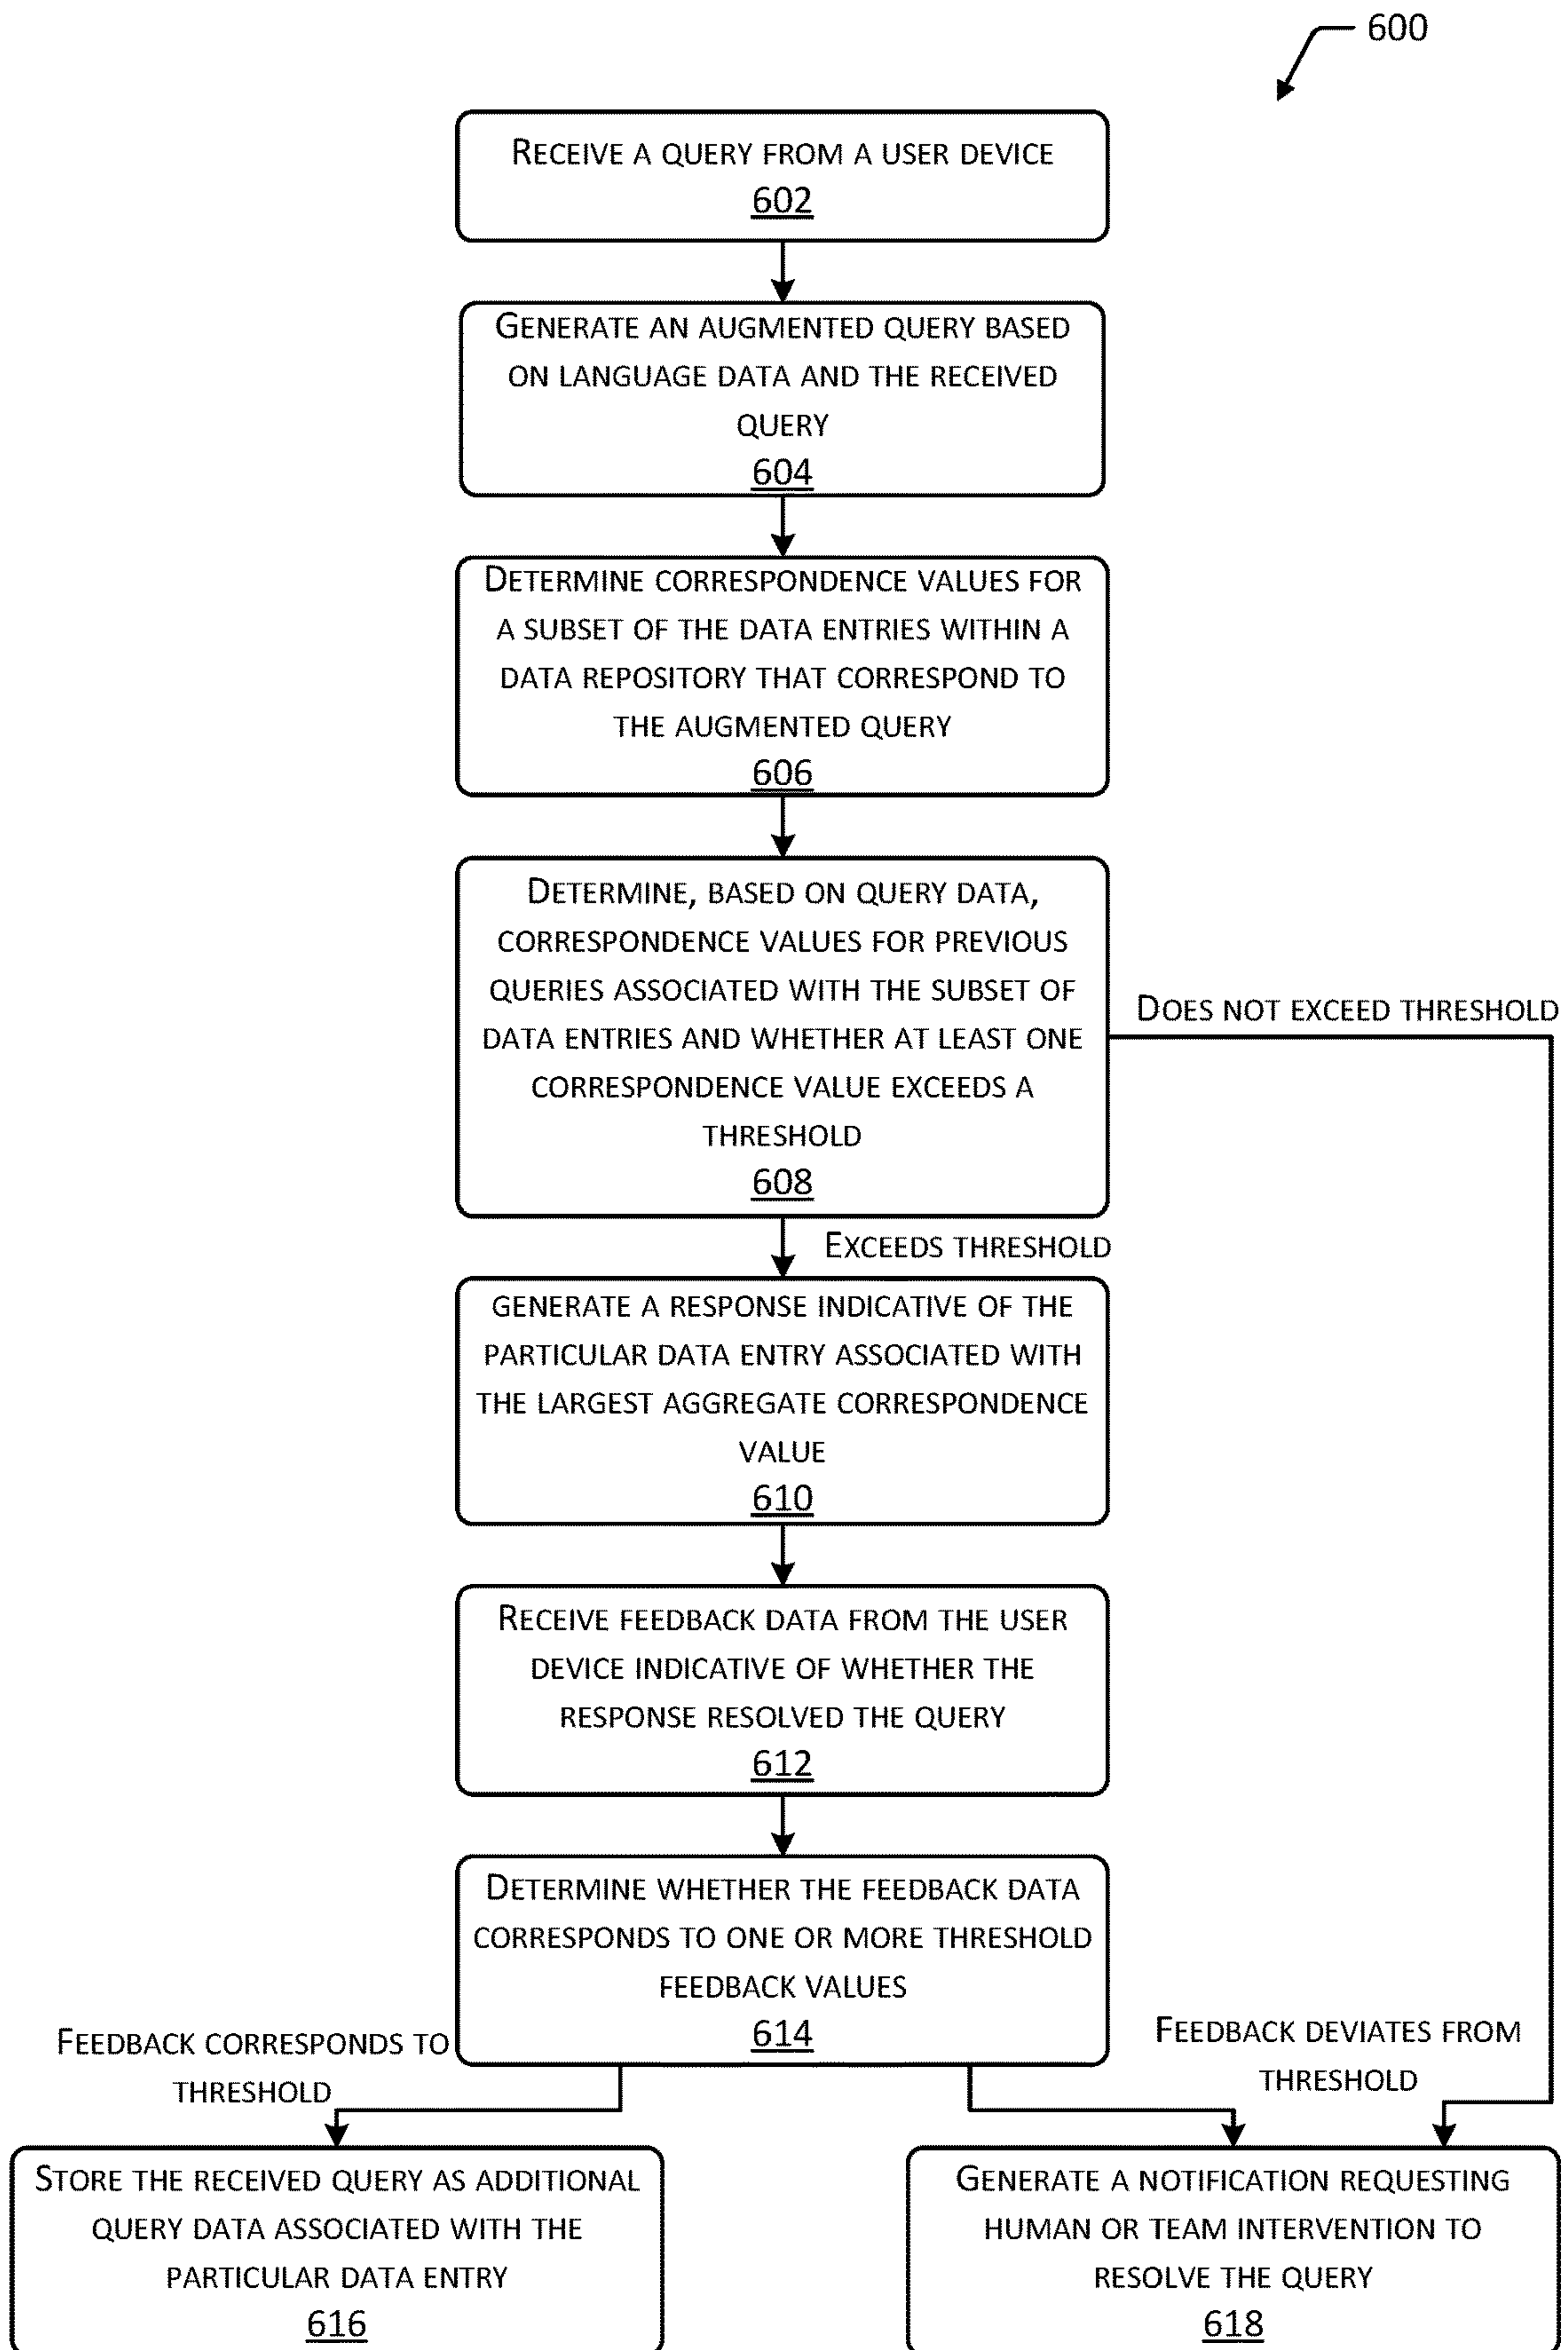 600
RECEIVE A QUERY FROM A USER DEVICE
602
GENERATE AN AUGMENTED QUERY BASED
ON LANGUAGE DATA AND THE RECEIVED
QUERY
604
DETERMINE CORRESPONDENCE VALUES FOR
A SUBSET OF THE DATA ENTRIES WITHIN A
DATA REPOSITORY THAT CORRESPOND TO
THE AUGMENTED QUERY
606
DETERMINE, BASED ON QUERY DATA,
CORRESPONDENCE VALUES FOR PREVIOUS
QUERIES ASSOCIATED WITH THE SUBSET OF
DATA ENTRIES AND WHETHER AT LEAST ONE
CORRESPONDENCE VALUE EXCEEDS A
THRESHOLD
608
DOES NOT EXCEED THRESHOLD
EXCEEDS THRESHOLD
GENERATE A RESPONSE INDICATIVE OF THE
PARTICULAR DATA ENTRY ASSOCIATED WITH
THE LARGEST AGGREGATE CORRESPONDENCE
VALUE
610
RECEIVE FEEDBACK DATA FROM THE USER
DEVICE INDICATIVE OF WHETHER THE
RESPONSE RESOLVED THE QUERY
612
DETERMINE WHETHER THE FEEDBACK DATA
CORRESPONDS TO ONE OR MORE THRESHOLD
FEEDBACK VALUES
614
FEEDBACK CORRESPONDS TO
THRESHOLD
FEEDBACK DEVIATES FROM
THRESHOLD
STORE THE RECEIVED QUERY AS ADDITIONAL
QUERY DATA ASSOCIATED WITH THE
PARTICULAR DATA ENTRY
616
GENERATE A NOTIFICATION REQUESTING
HUMAN OR TEAM INTERVENTION TO
RESOLVE THE QUERY
618